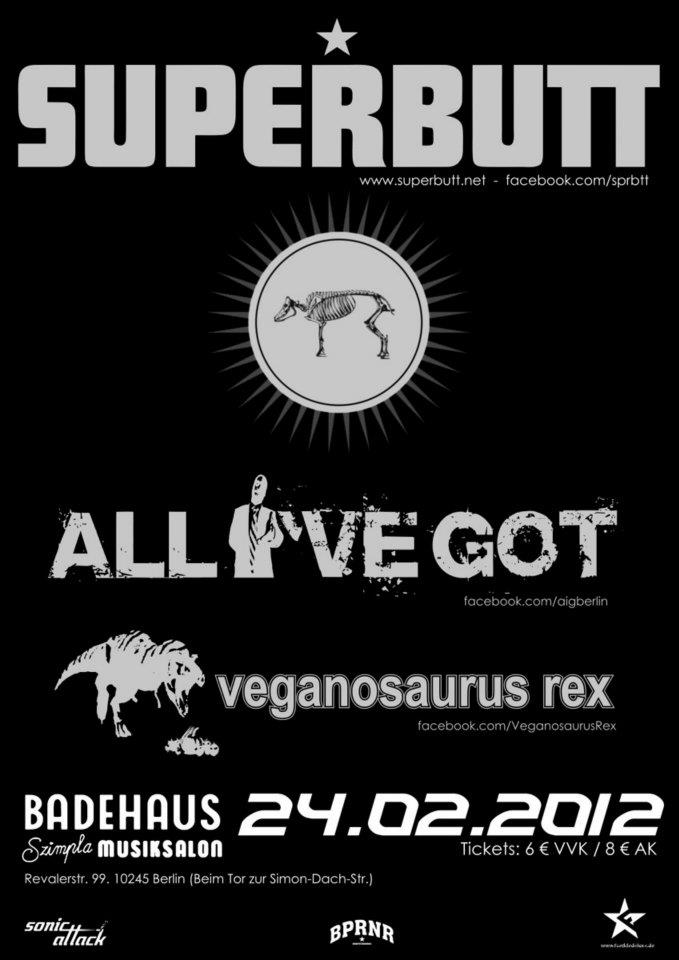 SUPERBUTT
www.superbutt.net - facebook.com/sprbtt
ALL I'VE GOT
facebook.com/aigberlin
veganosaurus rex
facebook.com/VeganosaurusRex
BADEHAUS
Szimpla MUSIKSALON
24.02.2012
Tickets: 6 € VVK / 8 € AK
Revalerstr. 99. 10245 Berlin (Beim Tor zur Simon-Dach-Str.)
sonic attack
BPRNR